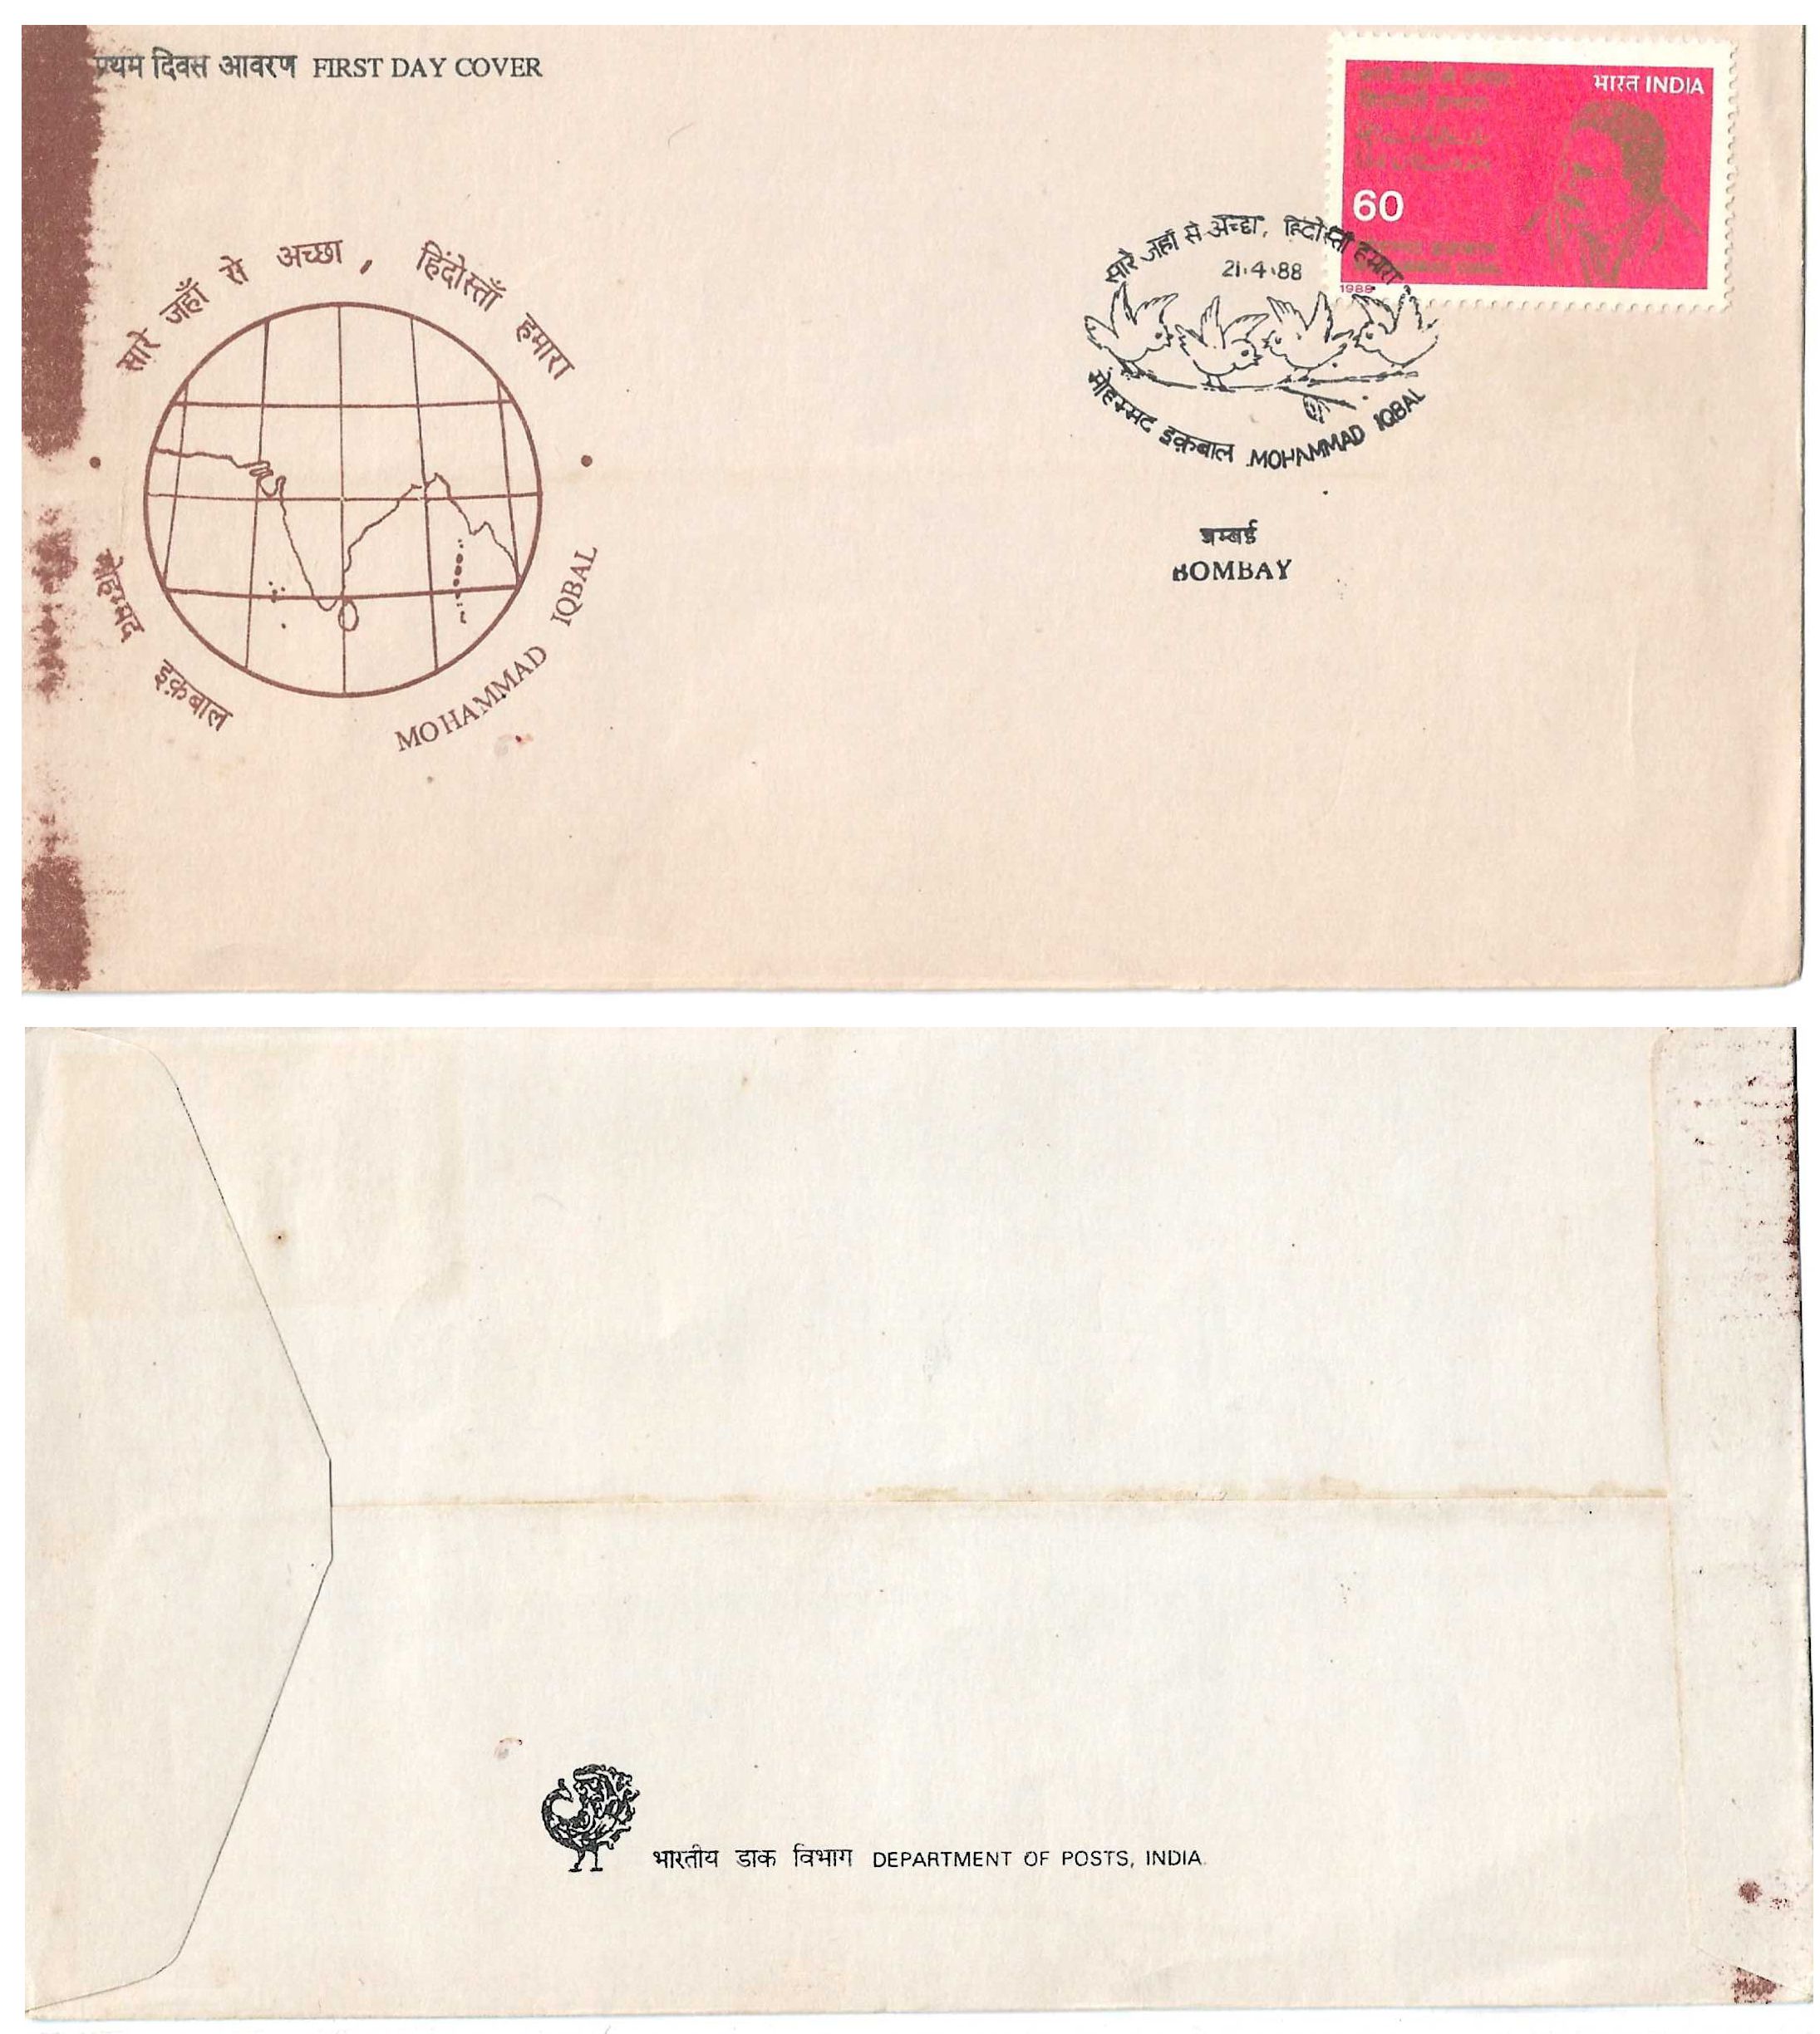 प्रथम दिवस आवरण FIRST DAY COVER
भारत INDIA
60
1988
सारे जहाँ से अच्छा, हिंदोस्ताँ हमारा
मोहम्मद इक़बाल MOHAMMAD IQBAL
सारे जहाँ से अच्छा, हिंदोस्ताँ हमारा
21.4.88
मोहम्मद इक़बाल MOHAMMAD IQBAL
बम्बई
BOMBAY
भारतीय डाक विभाग DEPARTMENT OF POSTS, INDIA.